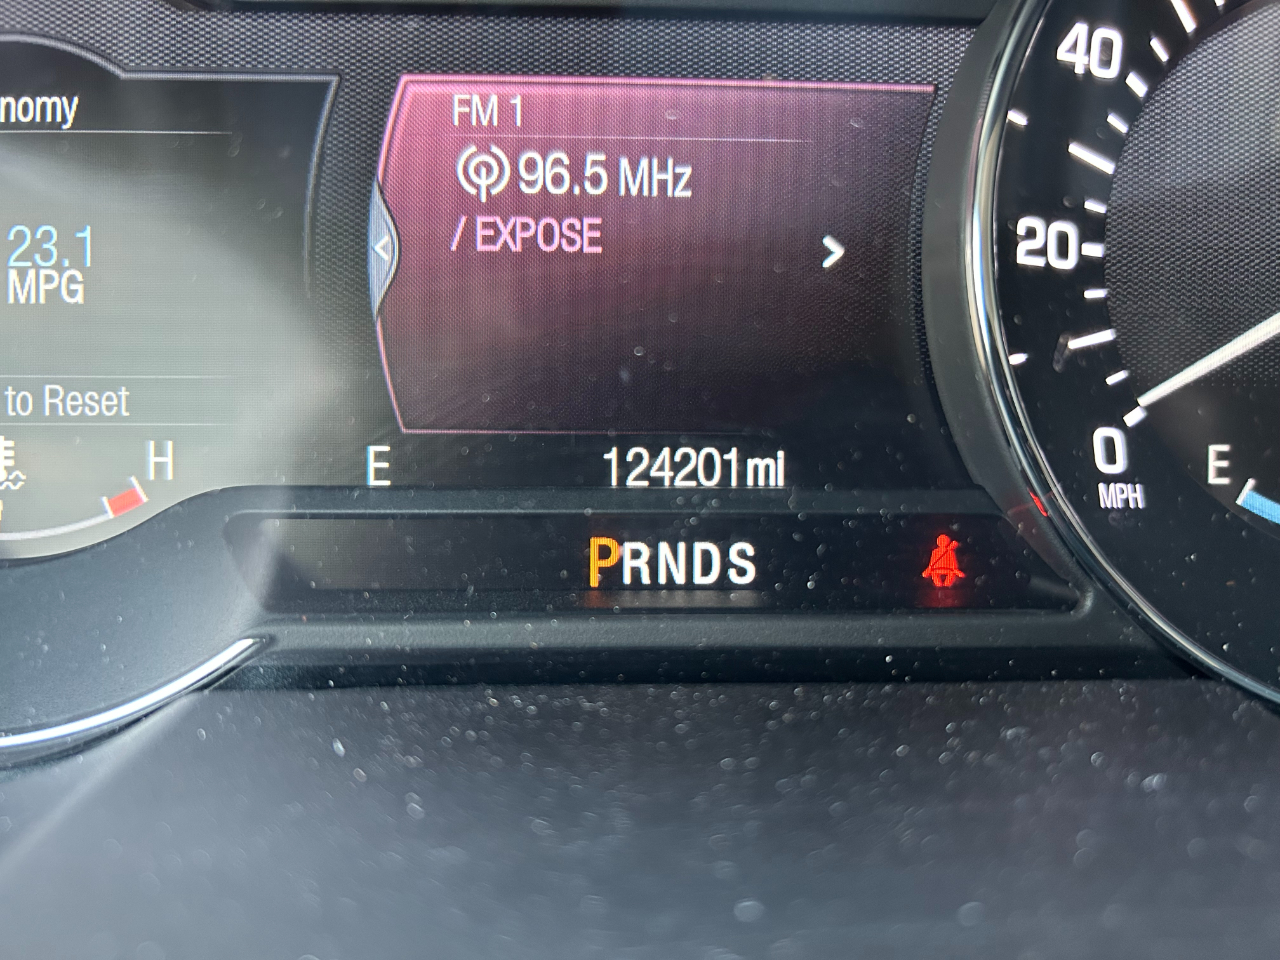 nomy
23.1
MPG
to Reset
H
FM 1
96.5 MHz
/ EXPOSE
E
124201mi
PRNDS
40
20
0
MPH
E